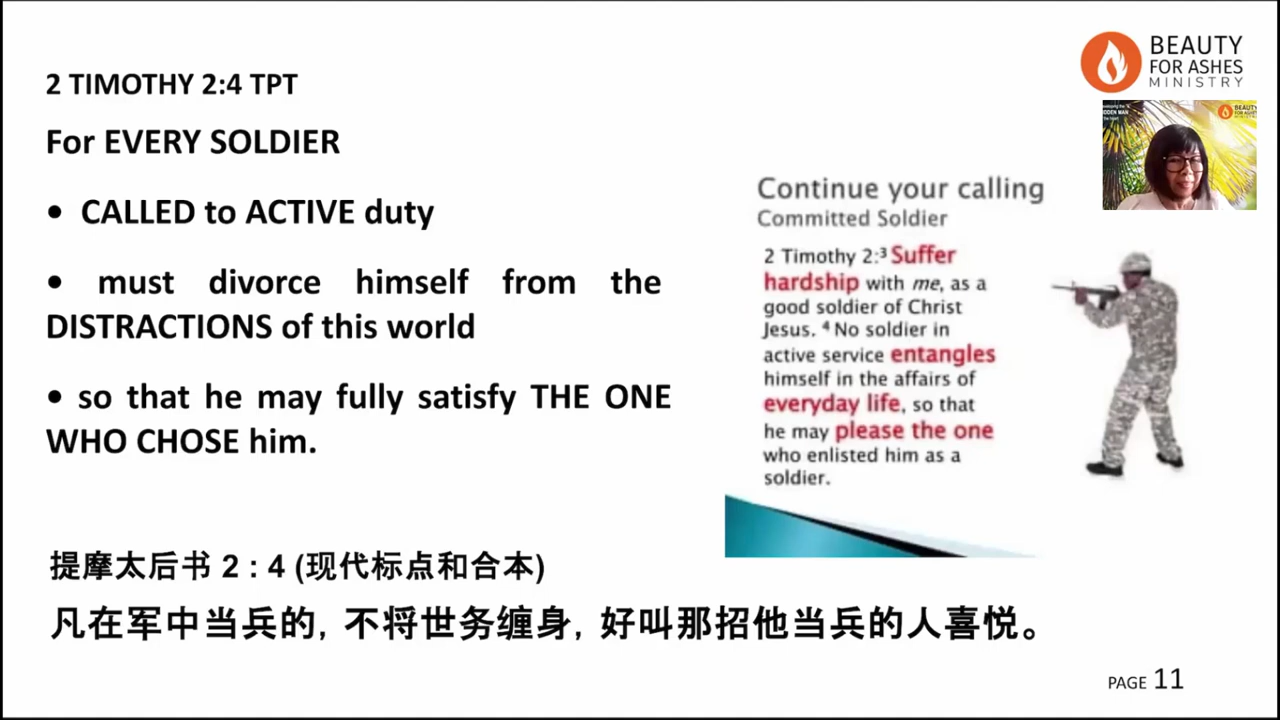 2 TIMOTHY 2:4 TPT
For EVERY SOLDIER
• CALLED to ACTIVE duty
• must divorce himself from the
DISTRACTIONS of this world
• so that he may fully satisfy THE ONE
WHO CHOSE him.
提摩太后书 2 : 4 (现代标点和合本)
凡在军中当兵的, 不将世务缠身, 好叫那招他当兵的人喜悦。
BEAUTY
FOR ASHES
MINISTRY
BEAUTY
FOR ASHES
MINISTRY
Continue your calling
Committed Soldier
2 Timothy 2:³ Suffer
hardship with me, as a
good soldier of Christ
Jesus. ⁴ No soldier in
active service entangles
himself in the affairs of
everyday life, so that
he may please the one
who enlisted him as a
soldier.
PAGE 11